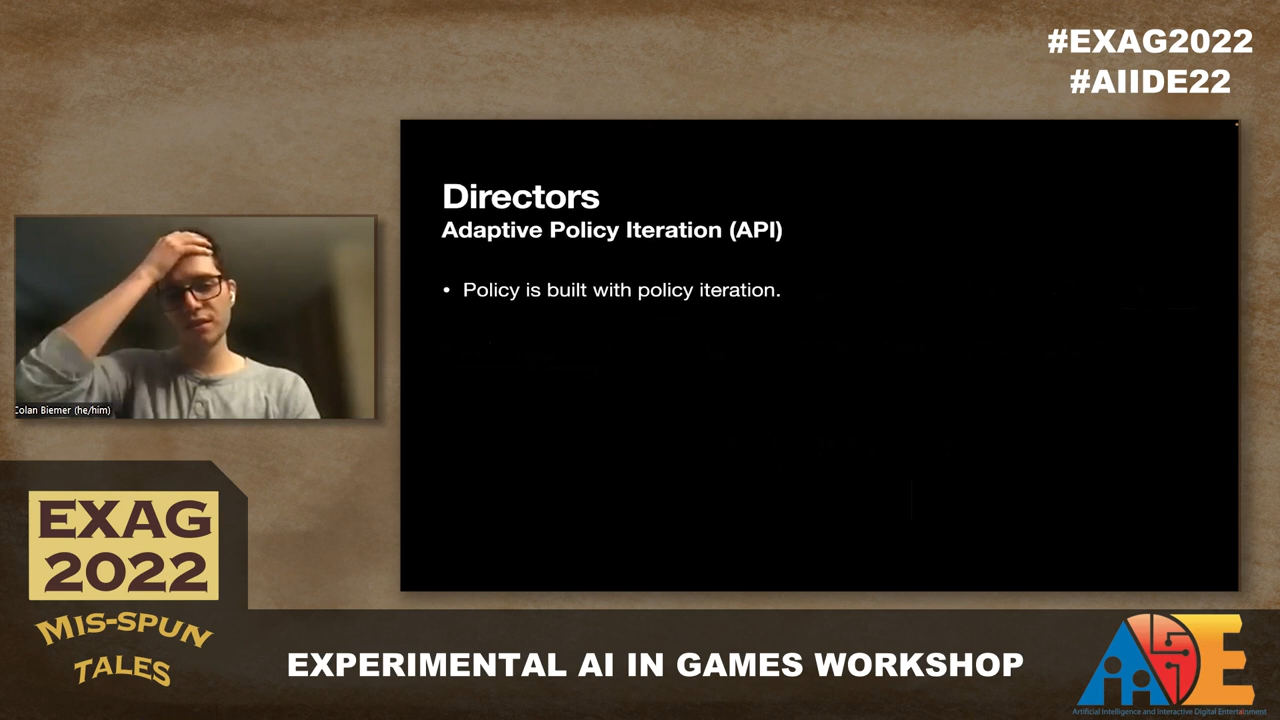 #EXAG2022
#AIIDE22
Directors
Adaptive Policy Iteration (API)
• Policy is built with policy iteration.
Colan Biemer (he/him)
EXAG
2022
MIS-SPUN
TALES
EXPERIMENTAL AI IN GAMES WORKSHOP
AIIDE
Artificial Intelligence and Interactive Digital Entertainment